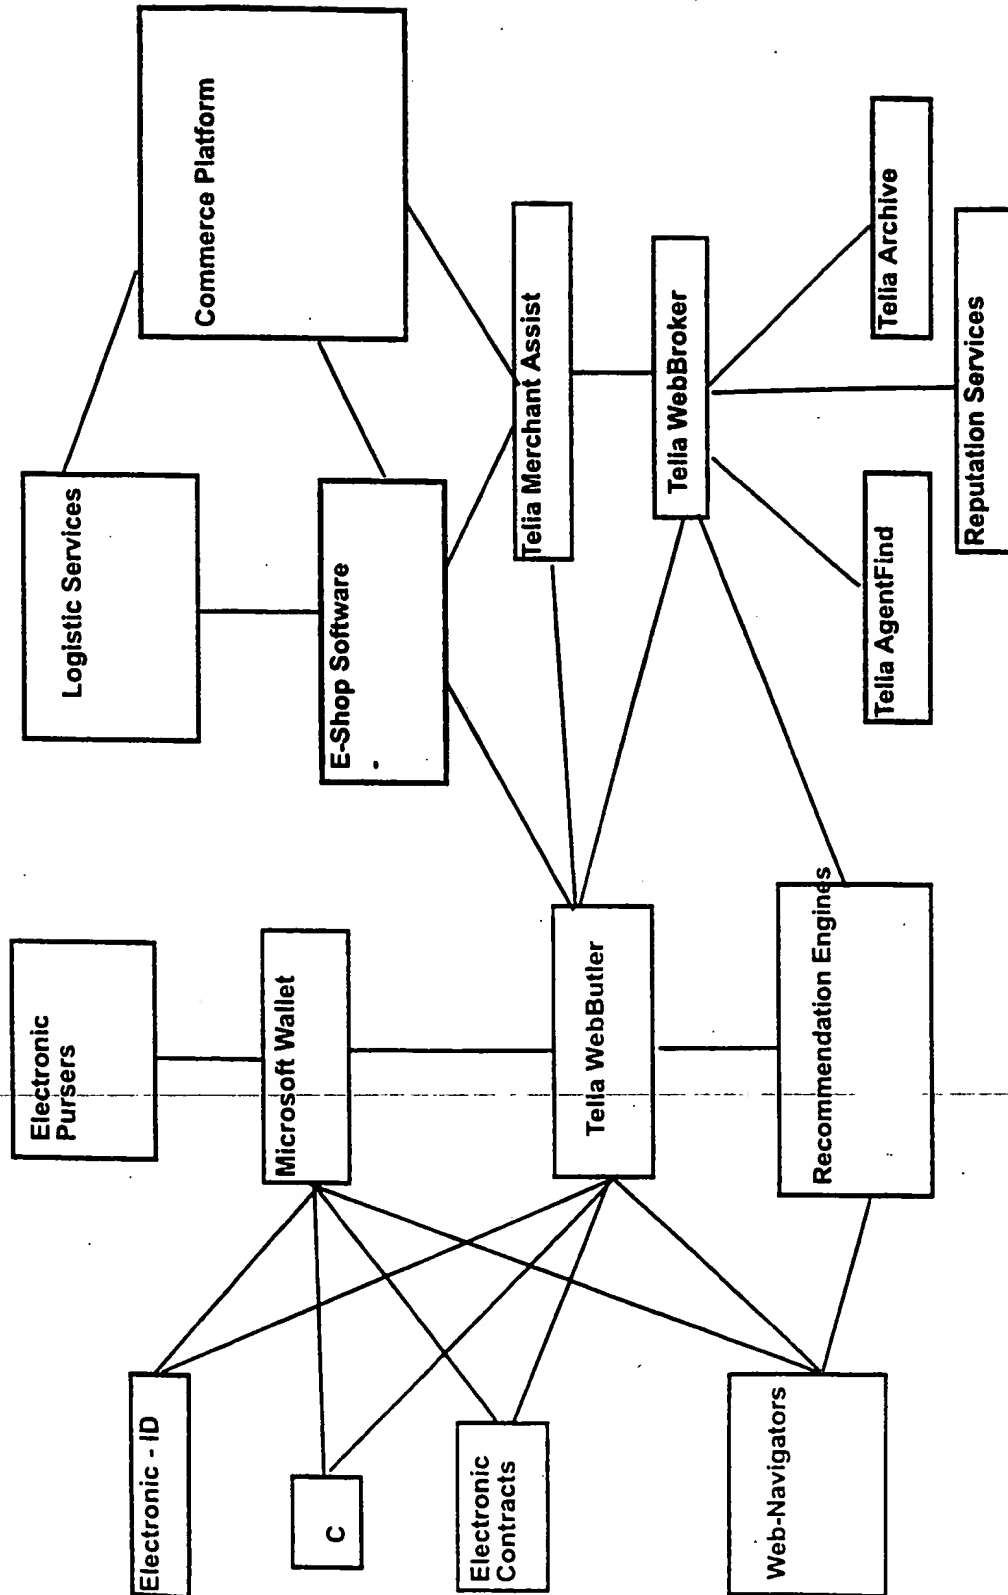 Electronic
Pursers
Logistic Services
Electronic - ID
Commerce Platform
Microsoft Wallet
C
E-Shop Software
Electronic
Contracts
Telia Merchant Assist
Telia WebButler
Telia WebBroker
Web-Navigators
Recommendation Engines
Telia AgentFind
Telia Archive
Reputation Services